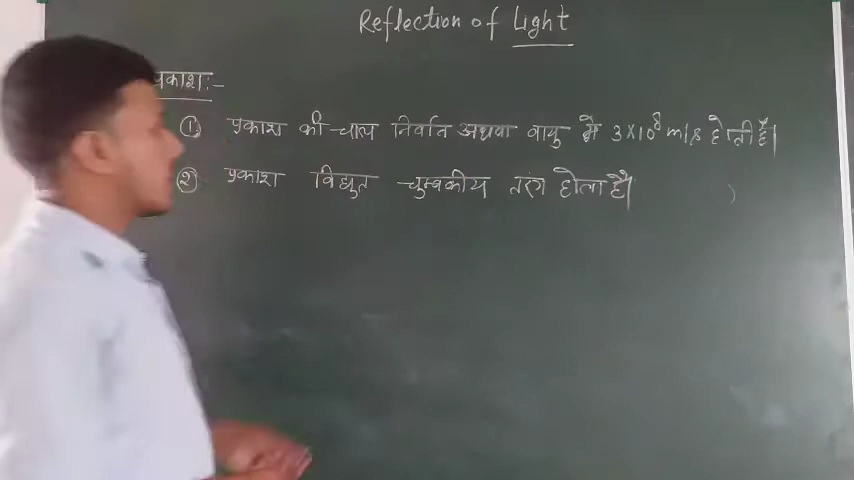 Reflection of Light
प्रकाश:-
① प्रकाश की चाल निर्वात अथवा वायु में 3×10⁸ m/s होती है।
② प्रकाश विद्युत चुम्बकीय तरंग होता है।